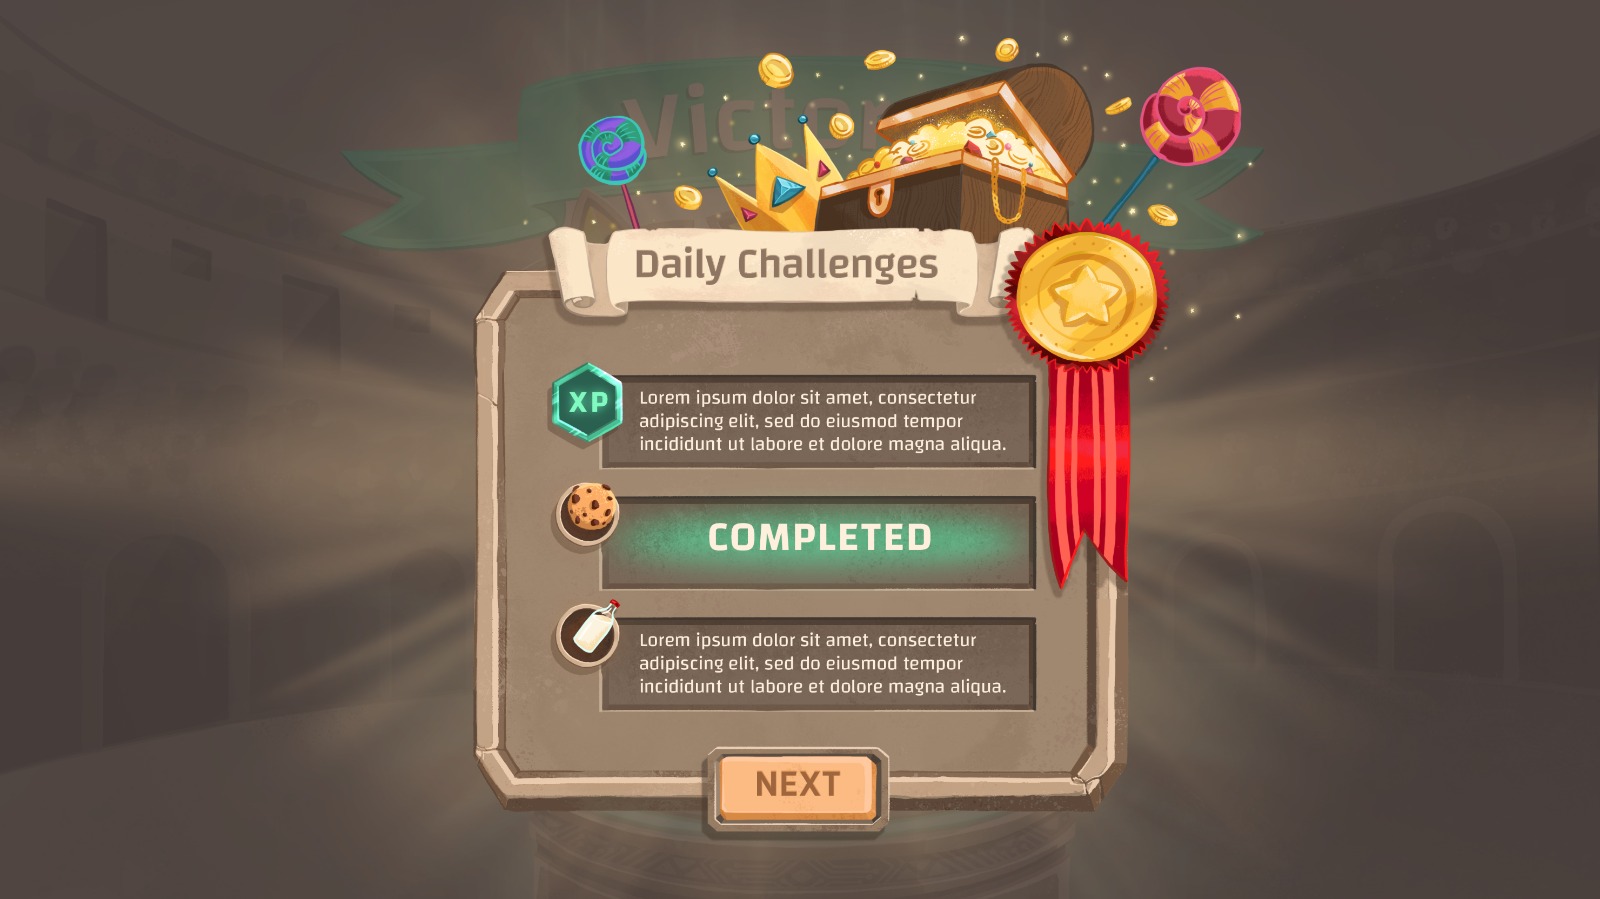 Victor
Daily Challenges
XP
Lorem ipsum dolor sit amet, consectetur
adipiscing elit, sed do eiusmod tempor
incididunt ut labore et dolore magna aliqua.
COMPLETED
Lorem ipsum dolor sit amet, consectetur
adipiscing elit, sed do eiusmod tempor
incididunt ut labore et dolore magna aliqua.
NEXT